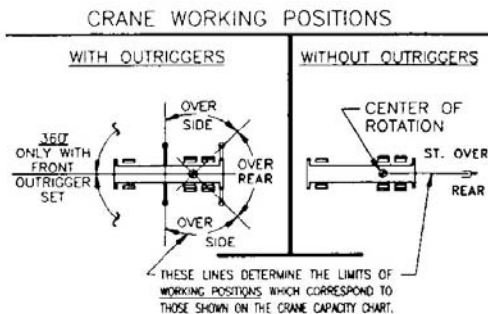 CRANE WORKING POSITIONS
WITH OUTRIGGERS
OVER
SIDE
360°
ONLY WITH
FRONT
OUTRIGGER
SET
OVER
REAR
OVER
SIDE
WITHOUT OUTRIGGERS
CENTER OF
ROTATION
ST. OVER
REAR
THESE LINES DETERMINE THE LIMITS OF
WORKING POSITIONS WHICH CORRESPOND TO
THOSE SHOWN ON THE CRANE CAPACITY CHART.